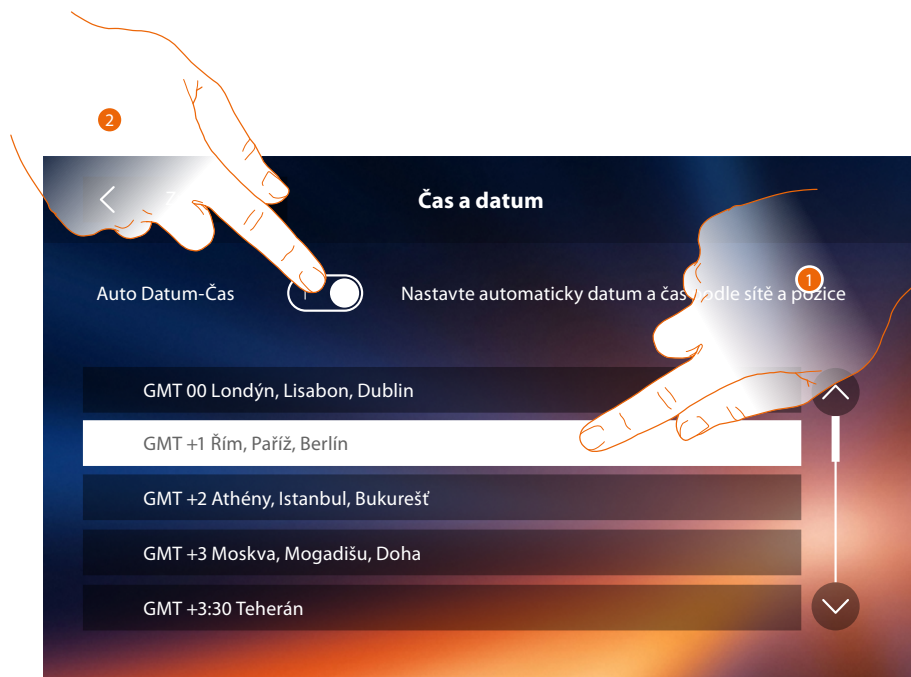 2
Čas a datum
1
Auto Datum-Čas
Nastavte automaticky datum a čas podle sítě a pozice
GMT 00 Londýn, Lisabon, Dublin
GMT +1 Řím, Paříž, Berlín
GMT +2 Athény, Istanbul, Bukurešť
GMT +3 Moskva, Mogadišu, Doha
GMT +3:30 Teherán